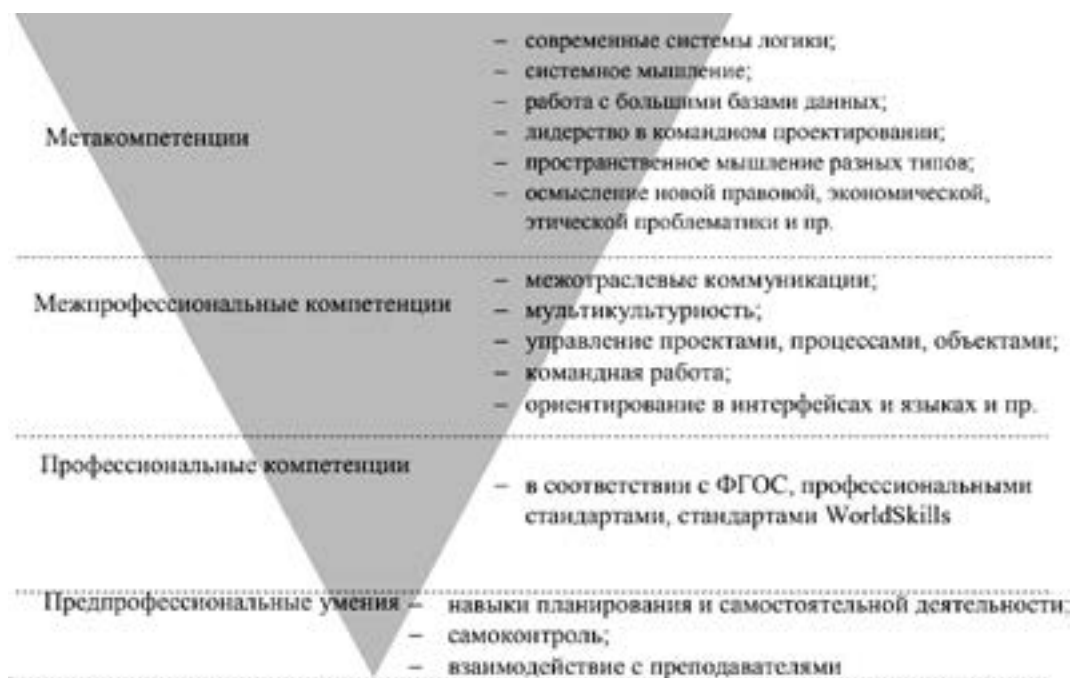 – современные системы логики;
– системное мышление;
– работа с большими базами данных;
Метакомпетенции
– лидерство в командном проектировании;
– пространственное мышление разных типов;
– осмысление новой правовой, экономической,
этической проблематики и пр.
– межотраслевые коммуникации;
Межпрофессиональные компетенции
– мультикультурность;
– управление проектами, процессами, объектами;
– командная работа;
– ориентирование в интерфейсах и языках и пр.
Профессиональные компетенции
– в соответствии с ФГОС, профессиональными
стандартами, стандартами WorldSkills
Предпрофессиональные умения
– навыки планирования и самостоятельной деятельности;
– самоконтроль;
– взаимодействие с преподавателями